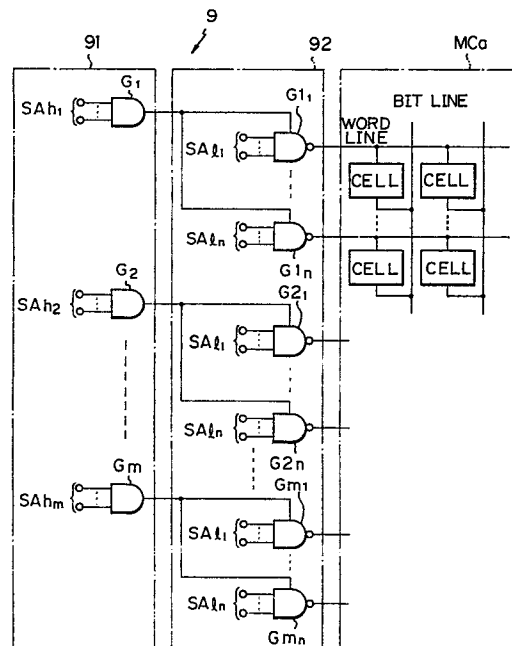 9
91
92
MCa
G1
SAh1
G11
SAl1
BIT LINE
WORD
LINE
CELL
CELL
SAln
G1n
CELL
CELL
G2
SAh2
G21
SAl1
SAln
G2n
Gm
SAhm
Gm1
SAl1
SAln
Gmn